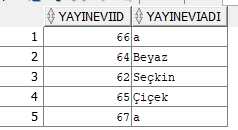 YAYINEVIID YAYINEVIADI
1 66 a
2 64 Beyaz
3 62 Seçkin
4 65 Çiçek
5 67 a